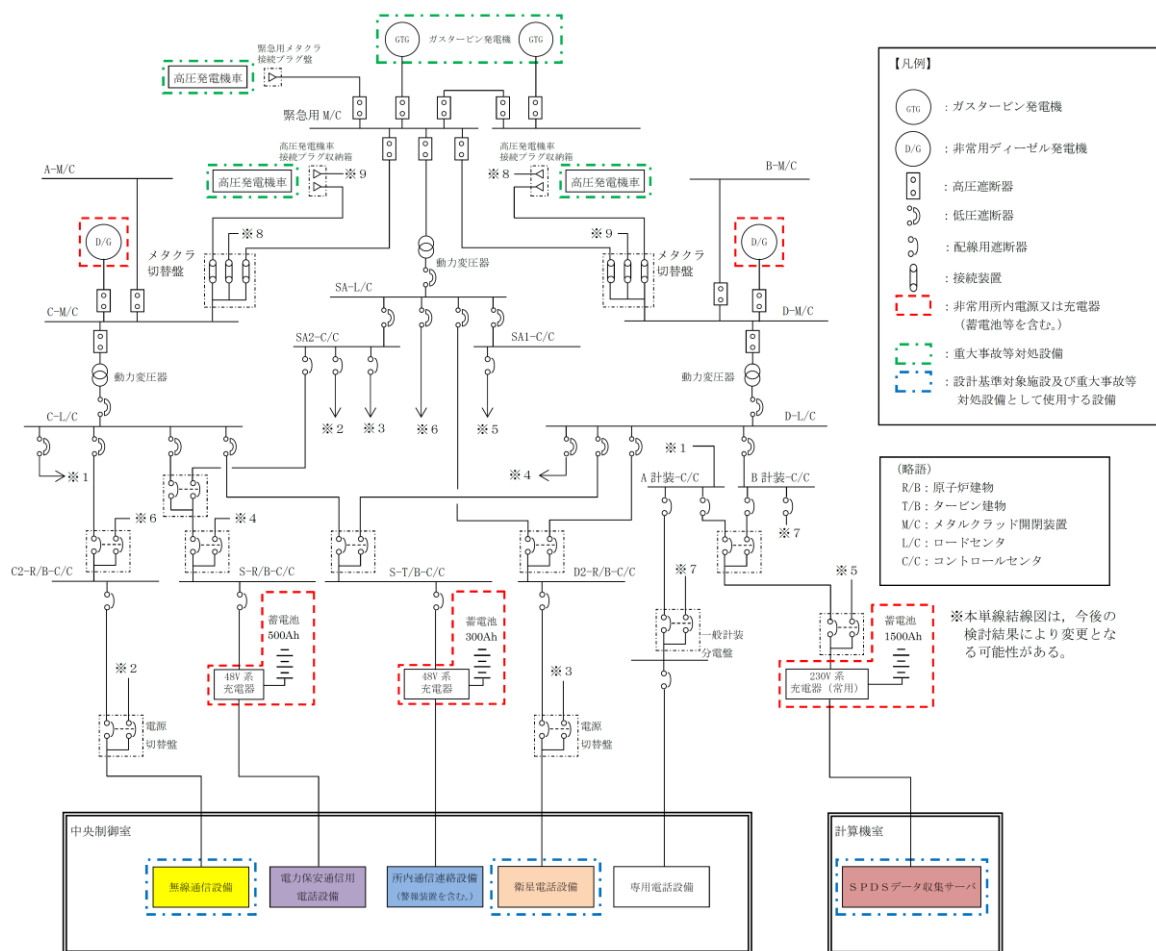 GTG
ガスタービン発電機
GTG
緊急用メタクラ
接続プラグ盤
高圧発電機車
緊急用 M/C
高圧発電機車
接続プラグ収納箱
高圧発電機車
※9
高圧発電機車
接続プラグ収納箱
※8
高圧発電機車
A-M/C
B-M/C
D/G
メタクラ
切替盤
※8
※9
メタクラ
切替盤
D/G
動力変圧器
SA-L/C
C-M/C
D-M/C
SA2-C/C
SA1-C/C
動力変圧器
動力変圧器
C-L/C
D-L/C
※2
※3
※6
※5
※1
※4
※1
A 計装-C/C
B 計装-C/C
※7
※6
※4
C2-R/B-C/C
S-R/B-C/C
S-T/B-C/C
D2-R/B-C/C
※7
※5
蓄電池
500Ah
48V 系
充電器
蓄電池
300Ah
48V 系
充電器
一般計装
分電盤
蓄電池
1500Ah
230V 系
充電器（常用）
※2
電源
切替盤
※3
電源
切替盤
中央制御室
無線通信設備
電力保安通信用
電話設備
所内通信連絡設備
（警報装置を含む。）
衛星電話設備
専用電話設備
計算機室
ＳＰＤＳデータ収集サーバ
【凡例】
GTG
：ガスタービン発電機
D/G
：非常用ディーゼル発電機
：高圧遮断器
：低圧遮断器
：配線用遮断器
：接続装置
：非常用所内電源又は充電器
（蓄電池等を含む。）
：重大事故等対処設備
：設計基準対象施設及び重大事故等
対処設備として使用する設備
（略語）
R/B：原子炉建物
T/B：タービン建物
M/C：メタルクラッド開閉装置
L/C：ロードセンタ
C/C：コントロールセンタ
※本単線結線図は，今後の
検討結果により変更とな
る可能性がある。